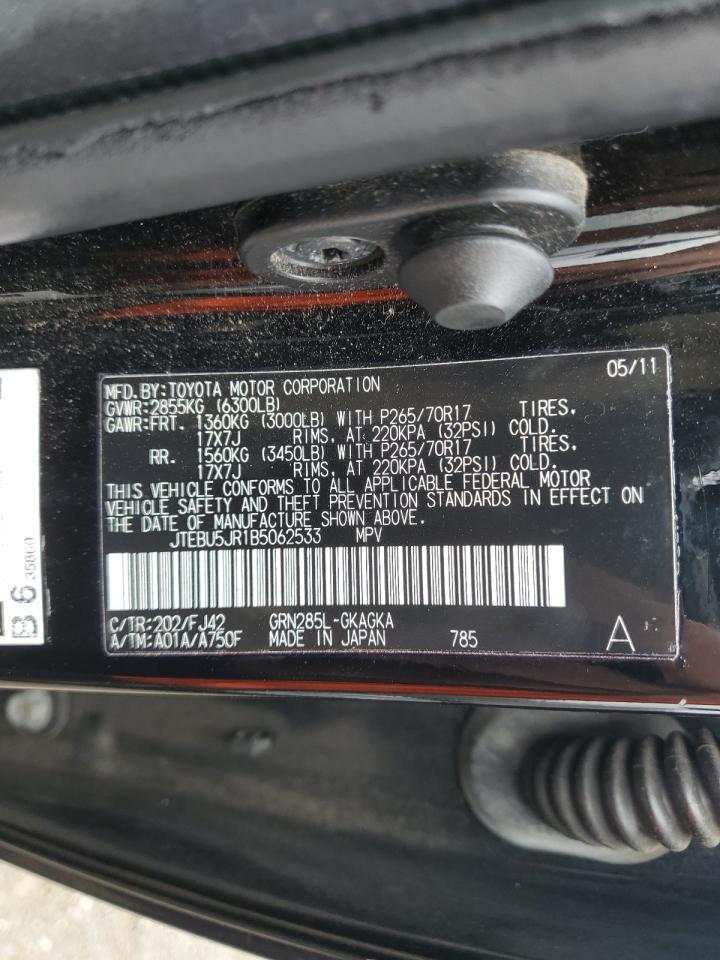 05/11
MFD. BY: TOYOTA MOTOR CORPORATION
GVWR: 2855KG (6300LB)
GAWR: FRT. 1360KG (3000LB) WITH P265/70R17 TIRES.
17X7J RIMS. AT 220KPA (32PSI) COLD.
RR. 1560KG (3450LB) WITH P265/70R17 TIRES.
17X7J RIMS. AT 220KPA (32PSI) COLD.
THIS VEHICLE CONFORMS TO ALL APPLICABLE FEDERAL MOTOR
VEHICLE SAFETY AND THEFT PREVENTION STANDARDS IN EFFECT ON
THE DATE OF MANUFACTURE SHOWN ABOVE.
JTEBU5JR1B5062533 MPV
C/TR: 202/FJ42 GRN285L-GKAGKA
A/TM: A01A/A750F MADE IN JAPAN 785 A
B6
35860